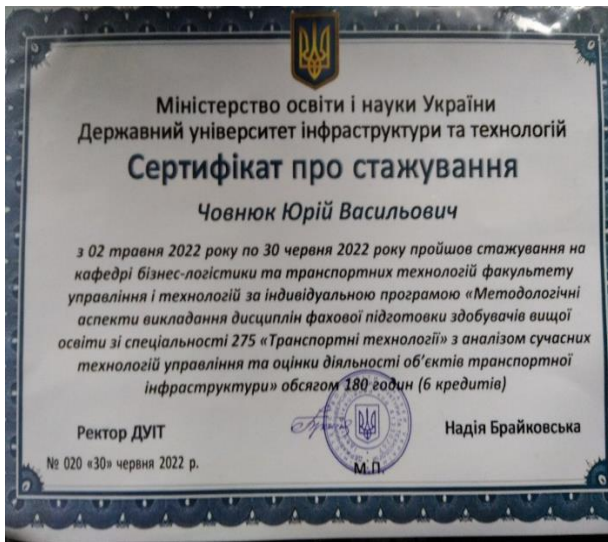 Міністерство освіти і науки України
Державний університет інфраструктури та технологій
Сертифікат про стажування
Човнюк Юрій Васильович
з 02 травня 2022 року по 30 червня 2022 року пройшов стажування на
кафедрі бізнес-логістики та транспортних технологій факультету
управління і технологій за індивідуальною програмою «Методологічні
аспекти викладання дисциплін фахової підготовки здобувачів вищої
освіти зі спеціальності 275 «Транспортні технології» з аналізом сучасних
технологій управління та оцінки діяльності об’єктів транспортної
інфраструктури» обсягом 180 годин (6 кредитів)
Ректор ДУІТ
Надія Брайковська
№ 020 «30» червня 2022 р.
М.П.